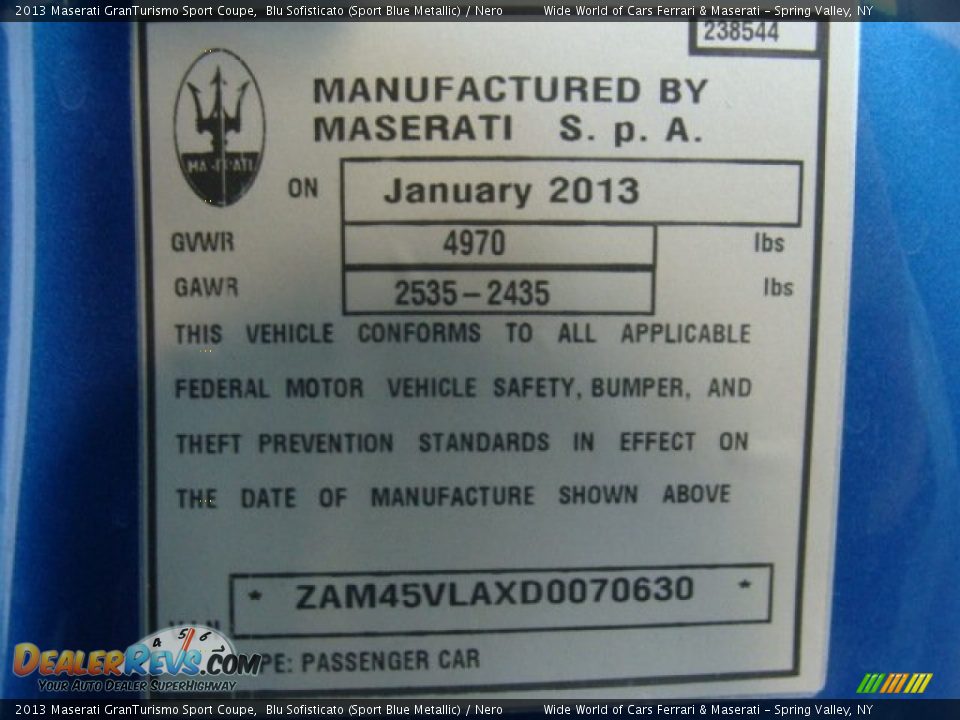 2013 Maserati GranTurismo Sport Coupe,  Blu Sofisticato (Sport Blue Metallic) / Nero        Wide World of Cars Ferrari & Maserati - Spring Valley, NY
238544
MANUFACTURED BY
MASERATI S. p. A.
MASERATI
ON January 2013
GVWR 4970 lbs
GAWR 2535-2435 lbs
THIS VEHICLE CONFORMS TO ALL APPLICABLE
FEDERAL MOTOR VEHICLE SAFETY, BUMPER, AND
THEFT PREVENTION STANDARDS IN EFFECT ON
THE DATE OF MANUFACTURE SHOWN ABOVE
* ZAM45VLAXD0070630 *
PE: PASSENGER CAR
4 5 6
DEALERREVS.COM
YOUR AUTO DEALER SUPERHIGHWAY
2013 Maserati GranTurismo Sport Coupe,  Blu Sofisticato (Sport Blue Metallic) / Nero        Wide World of Cars Ferrari & Maserati - Spring Valley, NY